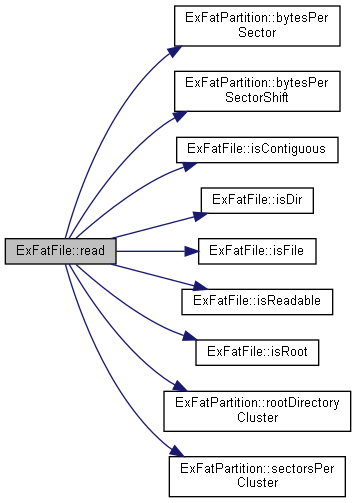 ExFatPartition::bytesPer
Sector
ExFatPartition::bytesPer
SectorShift
ExFatFile::isContiguous
ExFatFile::isDir
ExFatFile::read
ExFatFile::isFile
ExFatFile::isReadable
ExFatFile::isRoot
ExFatPartition::rootDirectory
Cluster
ExFatPartition::sectorsPer
Cluster